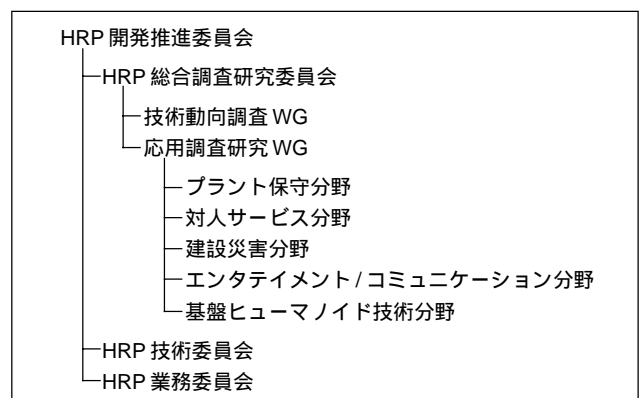 HRP 開発推進委員会
HRP 総合調査研究委員会
技術動向調査 WG
応用調査研究 WG
プラント保守分野
対人サービス分野
建設災害分野
エンタテイメント / コミュニケーション分野
基盤ヒューマノイド技術分野
HRP 技術委員会
HRP 業務委員会